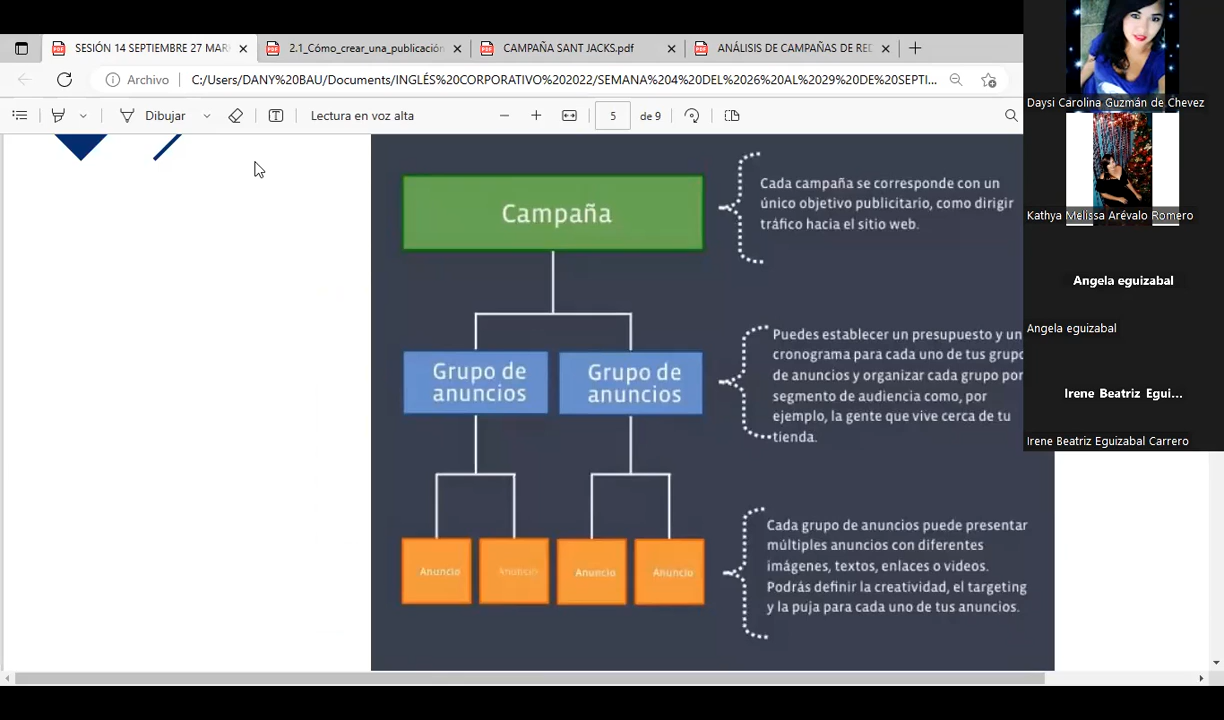 SESIÓN 14 SEPTIEMBRE 27 MAR
2.1_Cómo_crear_una_publicación
CAMPAÑA SANT JACKS.pdf
ANÁLISIS DE CAMPAÑAS DE RED
Archivo
C:/Users/DANY%20BAU/Documents/INGLÉS%20CORPORATIVO%202022/SEMANA%204%20DEL%2026%20AL%2029%20DE%20SEPTI...
Dibujar
Lectura en voz alta
5
de 9
Campaña
Cada campaña se corresponde con un
único objetivo publicitario, como dirigir
tráfico hacia el sitio web.
Grupo de
anuncios
Grupo de
anuncios
Puedes establecer un presupuesto y un
cronograma para cada uno de tus grupo
de anuncios y organizar cada grupo por
segmento de audiencia como, por
ejemplo, la gente que vive cerca de tu
tienda.
Anuncio
Anuncio
Anuncio
Anuncio
Cada grupo de anuncios puede presentar
múltiples anuncios con diferentes
imágenes, textos, enlaces o videos.
Podrás definir la creatividad, el targeting
y la puja para cada uno de tus anuncios.
Daysi Carolina Guzmán de Chevez
Kathya Melissa Arévalo Romero
Angela eguizabal
Angela eguizabal
Irene Beatriz Egui...
Irene Beatriz Eguizabal Carrero